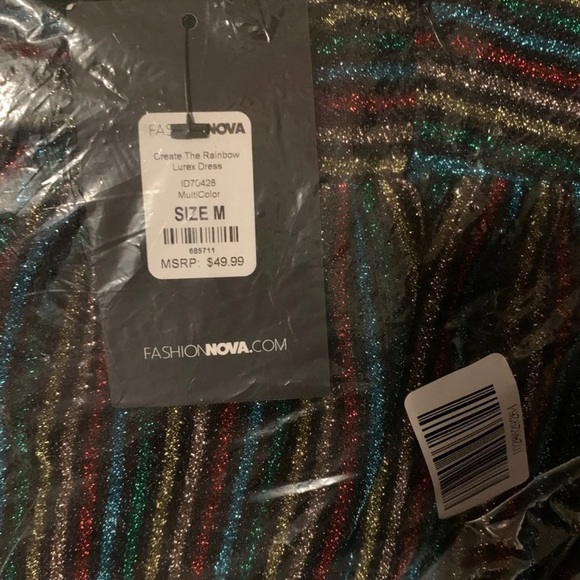 FASHIONNOVA
Create The Rainbow
Lurex Dress
ID70428
MultiColor
SIZE M
685711
MSRP: $49.99
FASHIONNOVA.COM